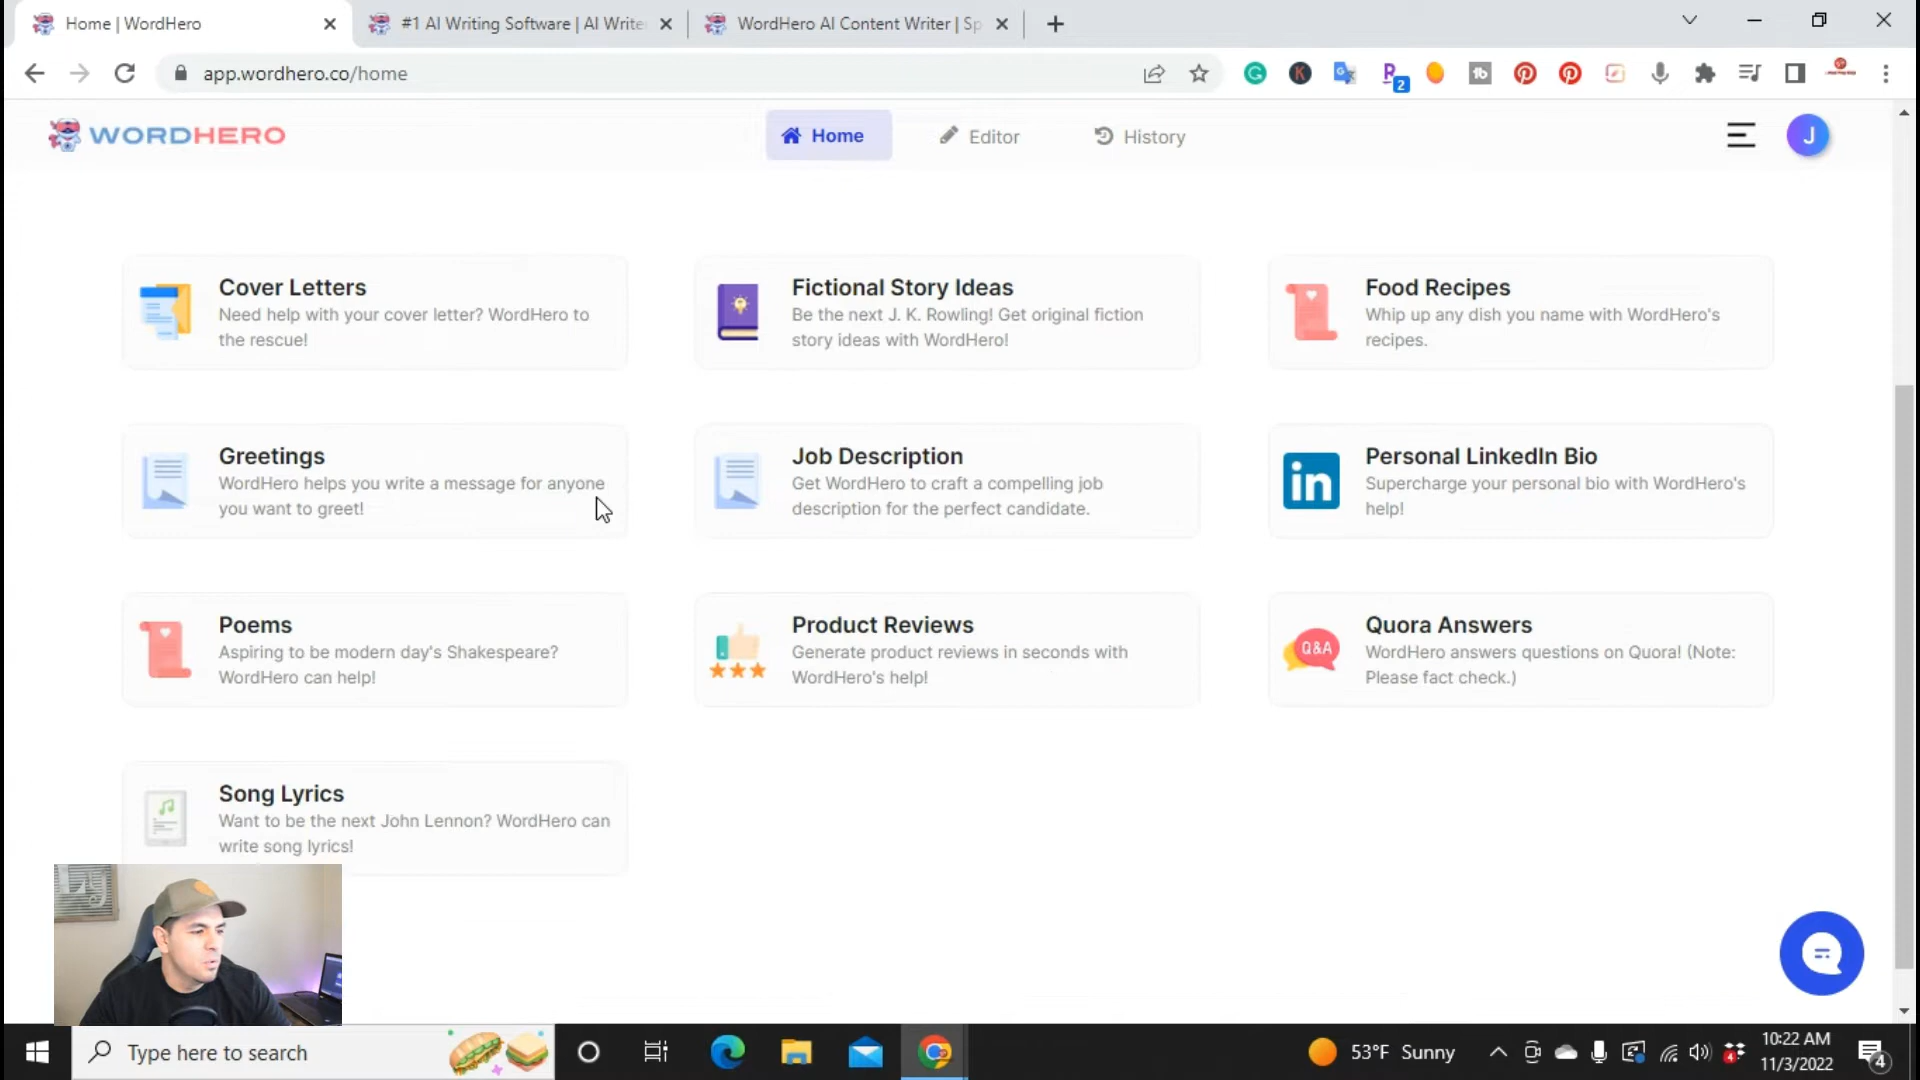 Home | WordHero
#1 AI Writing Software | AI Write
WordHero AI Content Writer | Sp
app.wordhero.co/home
2
WORDHERO
Home
Editor
History
J
Cover Letters
Need help with your cover letter? WordHero to
the rescue!
Fictional Story Ideas
Be the next J. K. Rowling! Get original fiction
story ideas with WordHero!
Food Recipes
Whip up any dish you name with WordHero's
recipes.
Greetings
WordHero helps you write a message for anyone
you want to greet!
Job Description
Get WordHero to craft a compelling job
description for the perfect candidate.
in
Personal LinkedIn Bio
Supercharge your personal bio with WordHero's
help!
Poems
Aspiring to be modern day's Shakespeare?
WordHero can help!
Product Reviews
Generate product reviews in seconds with
WordHero's help!
Q&A
Quora Answers
WordHero answers questions on Quora! (Note:
Please fact check.)
Song Lyrics
Want to be the next John Lennon? WordHero can
write song lyrics!
Type here to search
53°F Sunny
4
10:22 AM
11/3/2022
4